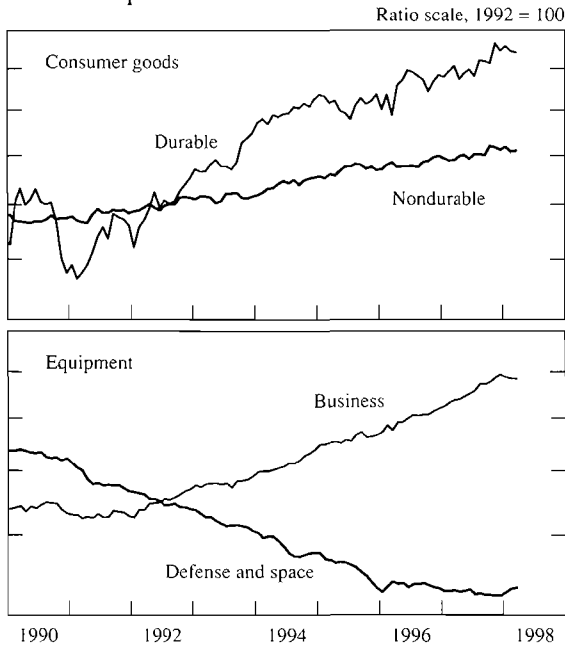 Ratio scale, 1992 = 100
Consumer goods
Durable
Nondurable
Equipment
Business
Defense and space
1990 1992 1994 1996 1998